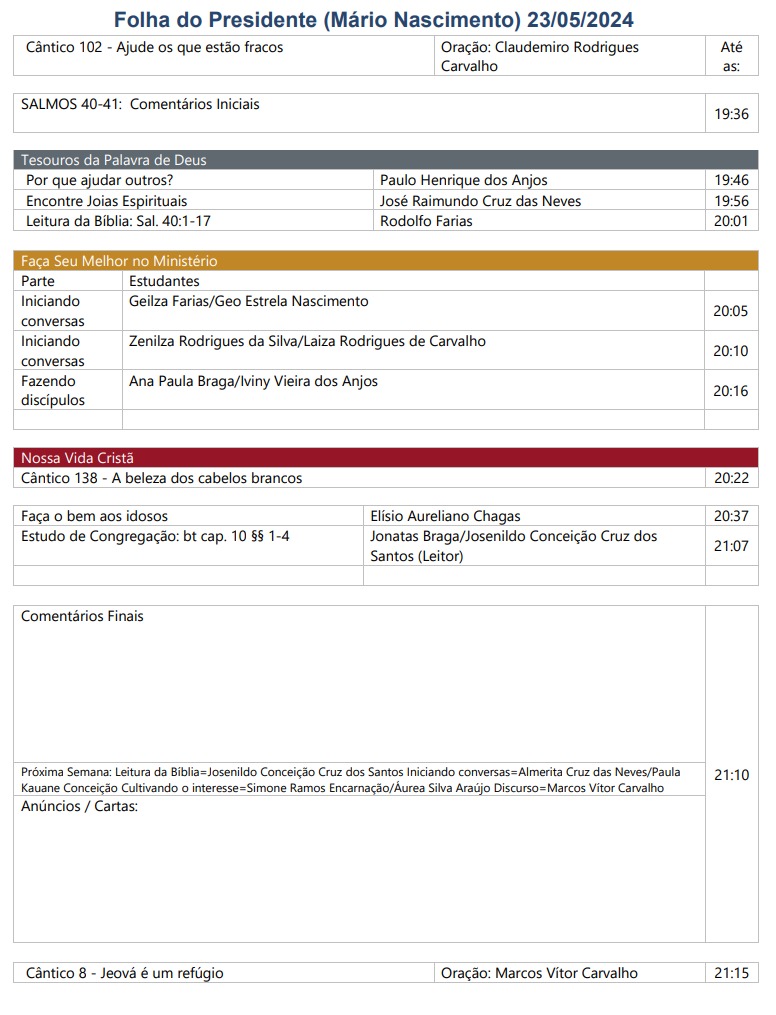 Folha do Presidente (Mário Nascimento) 23/05/2024
Cântico 102 - Ajude os que estão fracos
Oração: Claudemiro Rodrigues
Carvalho
Até
as:
SALMOS 40-41:  Comentários Iniciais
19:36
Tesouros da Palavra de Deus
Por que ajudar outros?
Paulo Henrique dos Anjos
19:46
Encontre Joias Espirituais
José Raimundo Cruz das Neves
19:56
Leitura da Bíblia: Sal. 40:1-17
Rodolfo Farias
20:01
Faça Seu Melhor no Ministério
Parte
Estudantes
Iniciando
conversas
Geilza Farias/Geo Estrela Nascimento
20:05
Iniciando
conversas
Zenilza Rodrigues da Silva/Laiza Rodrigues de Carvalho
20:10
Fazendo
discípulos
Ana Paula Braga/Iviny Vieira dos Anjos
20:16
Nossa Vida Cristã
Cântico 138 - A beleza dos cabelos brancos
20:22
Faça o bem aos idosos
Elísio Aureliano Chagas
20:37
Estudo de Congregação: bt cap. 10 §§ 1-4
Jonatas Braga/Josenildo Conceição Cruz dos
Santos (Leitor)
21:07
Comentários Finais
Próxima Semana: Leitura da Bíblia=Josenildo Conceição Cruz dos Santos Iniciando conversas=Almerita Cruz das Neves/Paula
Kauane Conceição Cultivando o interesse=Simone Ramos Encarnação/Áurea Silva Araújo Discurso=Marcos Vítor Carvalho
21:10
Anúncios / Cartas:
Cântico 8 - Jeová é um refúgio
Oração: Marcos Vítor Carvalho
21:15